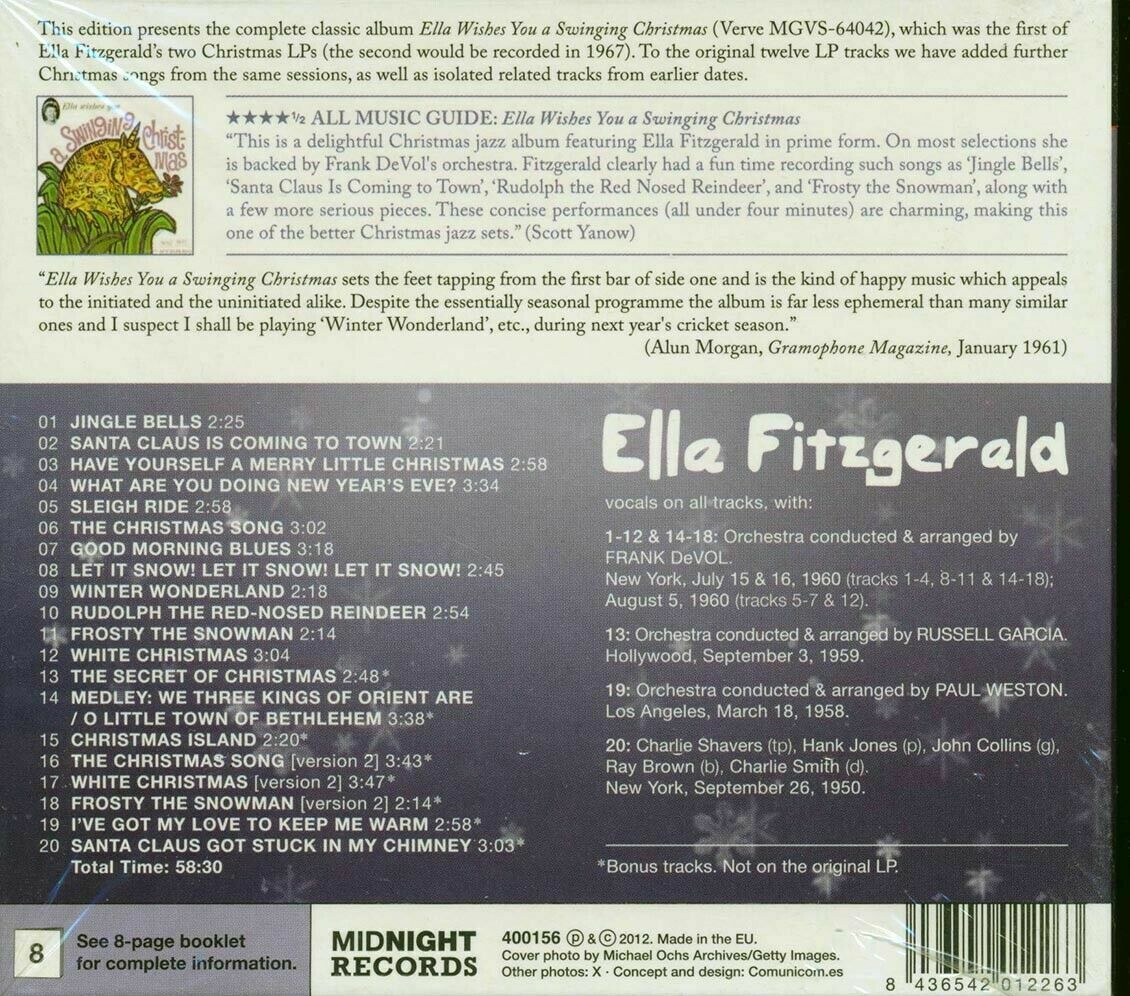 This edition presents the complete classic album Ella Wishes You a Swinging Christmas (Verve MGVS-64042), which was the first of
Ella Fitzgerald's two Christmas LPs (the second would be recorded in 1967). To the original twelve LP tracks we have added further
Christmas songs from the same sessions, as well as isolated related tracks from earlier dates.
Ella wishes you
a Swinging Christ-
mas
★★★★½ ALL MUSIC GUIDE: Ella Wishes You a Swinging Christmas
“This is a delightful Christmas jazz album featuring Ella Fitzgerald in prime form. On most selections she
is backed by Frank DeVol's orchestra. Fitzgerald clearly had a fun time recording such songs as ‘Jingle Bells’,
‘Santa Claus Is Coming to Town’, ‘Rudolph the Red Nosed Reindeer’, and ‘Frosty the Snowman’, along with
a few more serious pieces. These concise performances (all under four minutes) are charming, making this
one of the better Christmas jazz sets.” (Scott Yanow)
“Ella Wishes You a Swinging Christmas sets the feet tapping from the first bar of side one and is the kind of happy music which appeals
to the initiated and the uninitiated alike. Despite the essentially seasonal programme the album is far less ephemeral than many similar
ones and I suspect I shall be playing ‘Winter Wonderland’, etc., during next year's cricket season.”
(Alun Morgan, Gramophone Magazine, January 1961)
01 JINGLE BELLS 2:25
02 SANTA CLAUS IS COMING TO TOWN 2:21
03 HAVE YOURSELF A MERRY LITTLE CHRISTMAS 2:58
04 WHAT ARE YOU DOING NEW YEAR'S EVE? 3:34
05 SLEIGH RIDE 2:58
06 THE CHRISTMAS SONG 3:02
07 GOOD MORNING BLUES 3:18
08 LET IT SNOW! LET IT SNOW! LET IT SNOW! 2:45
09 WINTER WONDERLAND 2:18
10 RUDOLPH THE RED-NOSED REINDEER 2:54
11 FROSTY THE SNOWMAN 2:14
12 WHITE CHRISTMAS 3:04
13 THE SECRET OF CHRISTMAS 2:48*
14 MEDLEY: WE THREE KINGS OF ORIENT ARE
/ O LITTLE TOWN OF BETHLEHEM 3:38*
15 CHRISTMAS ISLAND 2:20*
16 THE CHRISTMAS SONG [version 2] 3:43*
17 WHITE CHRISTMAS [version 2] 3:47*
18 FROSTY THE SNOWMAN [version 2] 2:14*
19 I'VE GOT MY LOVE TO KEEP ME WARM 2:58*
20 SANTA CLAUS GOT STUCK IN MY CHIMNEY 3:03*
Total Time: 58:30
Ella Fitzgerald
vocals on all tracks, with:
1-12 & 14-18: Orchestra conducted & arranged by
FRANK DeVOL.
New York, July 15 & 16, 1960 (tracks 1-4, 8-11 & 14-18);
August 5, 1960 (tracks 5-7 & 12).
13: Orchestra conducted & arranged by RUSSELL GARCIA.
Hollywood, September 3, 1959.
19: Orchestra conducted & arranged by PAUL WESTON.
Los Angeles, March 18, 1958.
20: Charlie Shavers (tp), Hank Jones (p), John Collins (g),
Ray Brown (b), Charlie Smith (d).
New York, September 26, 1950.
*Bonus tracks. Not on the original LP.
8
See 8-page booklet
for complete information.
MIDNIGHT
RECORDS
400156 ℗ & © 2012. Made in the EU.
Cover photo by Michael Ochs Archives/Getty Images.
Other photos: X · Concept and design: Comunicom.es
8 436542 012263